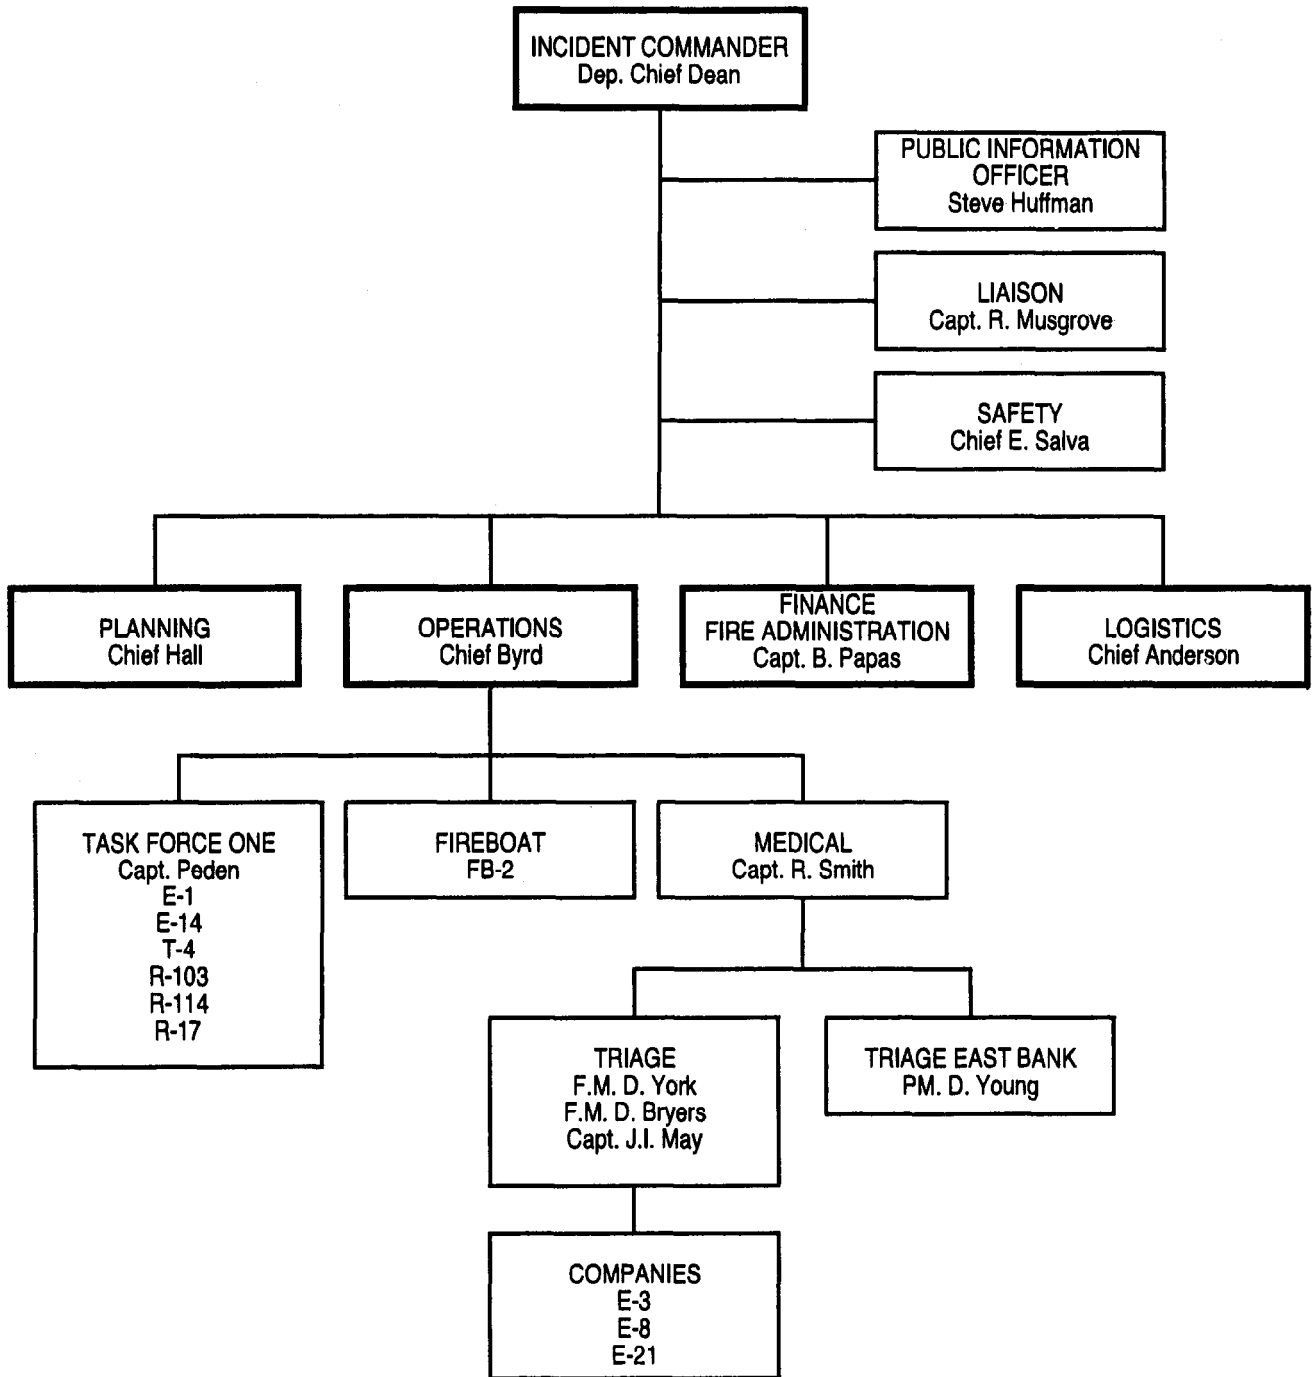 INCIDENT COMMANDER
Dep. Chief Dean
PUBLIC INFORMATION
OFFICER
Steve Huffman
LIAISON
Capt. R. Musgrove
SAFETY
Chief E. Salva
PLANNING
Chief Hall
OPERATIONS
Chief Byrd
FINANCE
FIRE ADMINISTRATION
Capt. B. Papas
LOGISTICS
Chief Anderson
TASK FORCE ONE
Capt. Peden
E-1
E-14
T-4
R-103
R-114
R-17
FIREBOAT
FB-2
MEDICAL
Capt. R. Smith
TRIAGE
F.M. D. York
F.M. D. Bryers
Capt. J.I. May
TRIAGE EAST BANK
PM. D. Young
COMPANIES
E-3
E-8
E-21